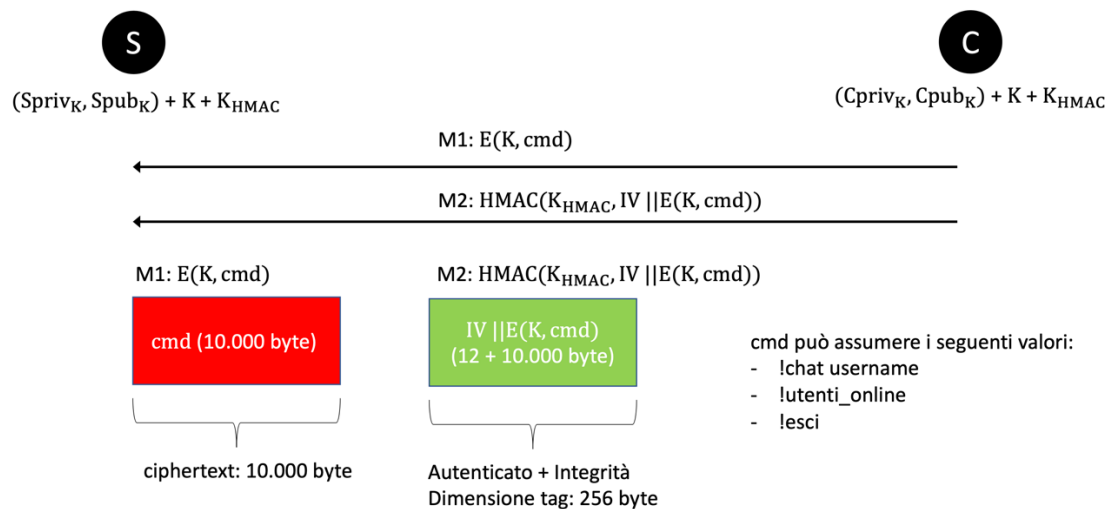 S
C
(Spriv_K, Spub_K) + K + K_HMAC
(Cpriv_K, Cpub_K) + K + K_HMAC
M1: E(K, cmd)
M2: HMAC(K_HMAC, IV ||E(K, cmd))
M1: E(K, cmd)
M2: HMAC(K_HMAC, IV ||E(K, cmd))
cmd (10.000 byte)
IV ||E(K, cmd)
(12 + 10.000 byte)
cmd può assumere i seguenti valori:
- !chat username
- !utenti_online
- !esci
ciphertext: 10.000 byte
Autenticato + Integrità
Dimensione tag: 256 byte